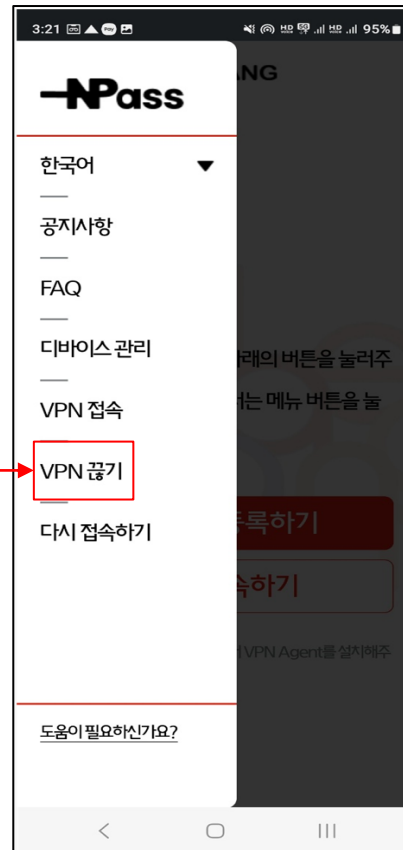 3:21 95%
NPass
NG
한국어
공지사항
FAQ
디바이스 관리
래의 버튼을 눌러주
VPN 접속
는 메뉴 버튼을 눌
VPN 끊기
다시 접속하기
록하기
속하기
VPN Agent를 설치해주
도움이 필요하신가요?